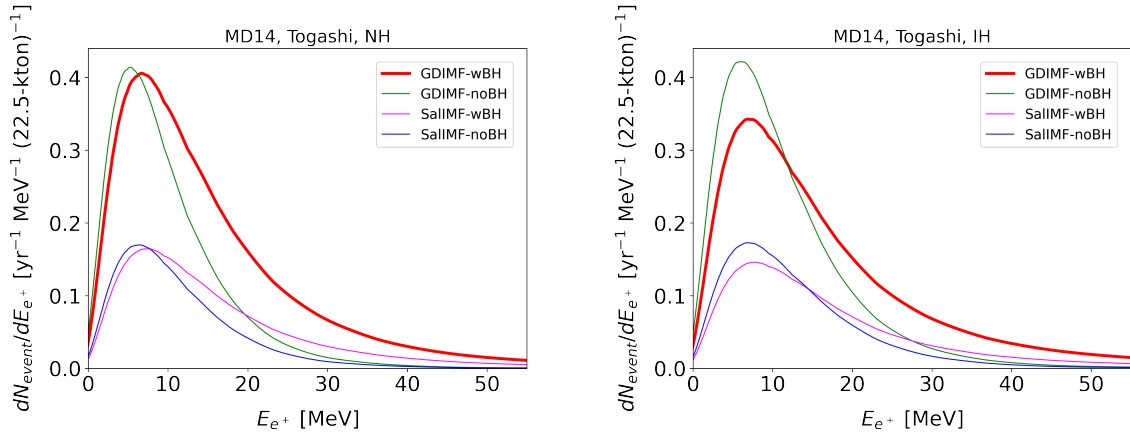 MD14, Togashi, NH
dN_event/dE_e⁺ [yr⁻¹ MeV⁻¹ (22.5-kton)⁻¹]
0.4
0.3
0.2
0.1
0.0
GDIMF-wBH
GDIMF-noBH
SalIMF-wBH
SalIMF-noBH
0 10 20 30 40 50
E_e⁺ [MeV]
MD14, Togashi, IH
dN_event/dE_e⁺ [yr⁻¹ MeV⁻¹ (22.5-kton)⁻¹]
0.4
0.3
0.2
0.1
0.0
GDIMF-wBH
GDIMF-noBH
SalIMF-wBH
SalIMF-noBH
0 10 20 30 40 50
E_e⁺ [MeV]